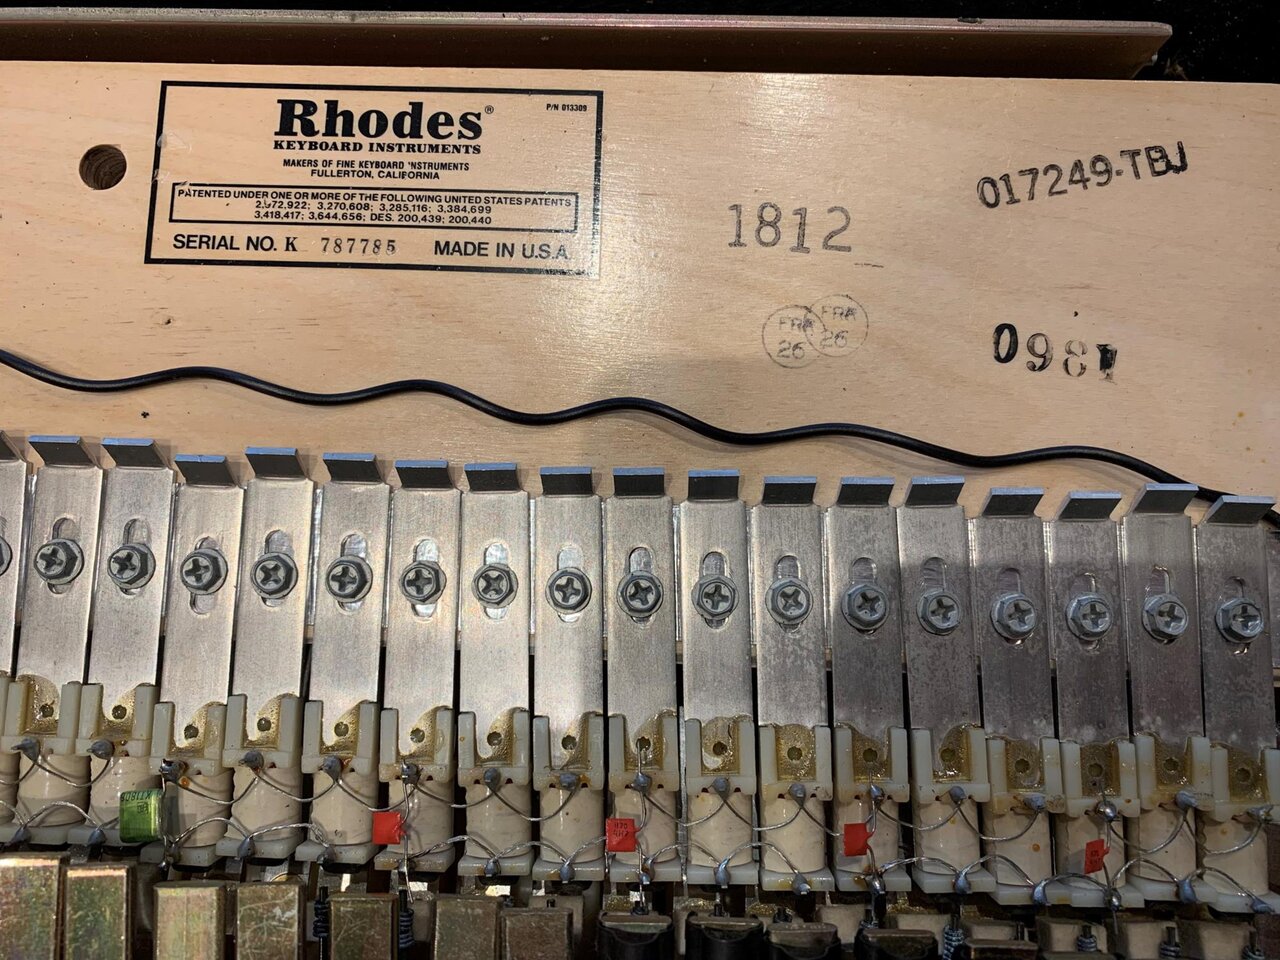 Rhodes®
P/N 013309
KEYBOARD INSTRUMENTS
MAKERS OF FINE KEYBOARD INSTRUMENTS
FULLERTON, CALIFORNIA
PATENTED UNDER ONE OR MORE OF THE FOLLOWING UNITED STATES PATENTS
2,972,922; 3,270,608; 3,285,116; 3,384,699
3,418,417; 3,644,656; DES. 200,439; 200,440
SERIAL NO. K 787785 MADE IN U.S.A.
1812
017249-TBJ
FRA
26
FRA
26
0981